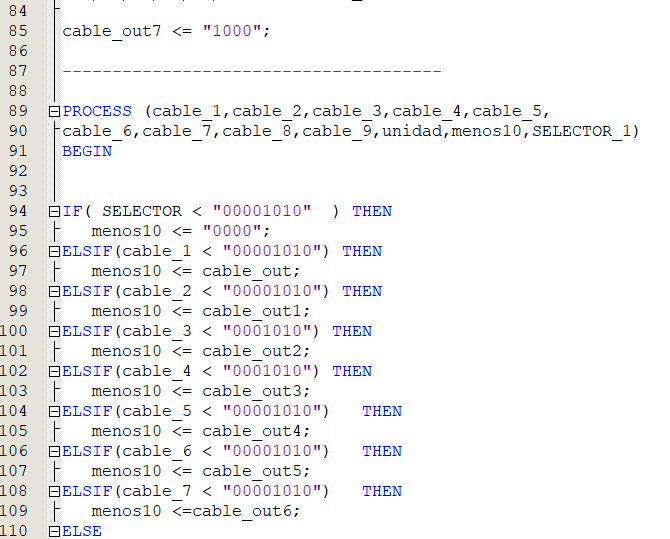 84
85 cable_out7 <= "1000";
86
87 --------------------------------------
88
89 PROCESS (cable_1,cable_2,cable_3,cable_4,cable_5,
90 cable_6,cable_7,cable_8,cable_9,unidad,menos10,SELECTOR_1)
91 BEGIN
92
93
94 IF( SELECTOR < "00001010"  ) THEN
95    menos10 <= "0000";
96 ELSIF(cable_1 < "00001010") THEN
97    menos10 <= cable_out;
98 ELSIF(cable_2 < "00001010") THEN
99    menos10 <= cable_out1;
100 ELSIF(cable_3 < "0001010") THEN
101    menos10 <= cable_out2;
102 ELSIF(cable_4 < "0001010") THEN
103    menos10 <= cable_out3;
104 ELSIF(cable_5 < "00001010")   THEN
105    menos10 <= cable_out4;
106 ELSIF(cable_6 < "00001010")   THEN
107    menos10 <= cable_out5;
108 ELSIF(cable_7 < "00001010")   THEN
109    menos10 <=cable_out6;
110 ELSE